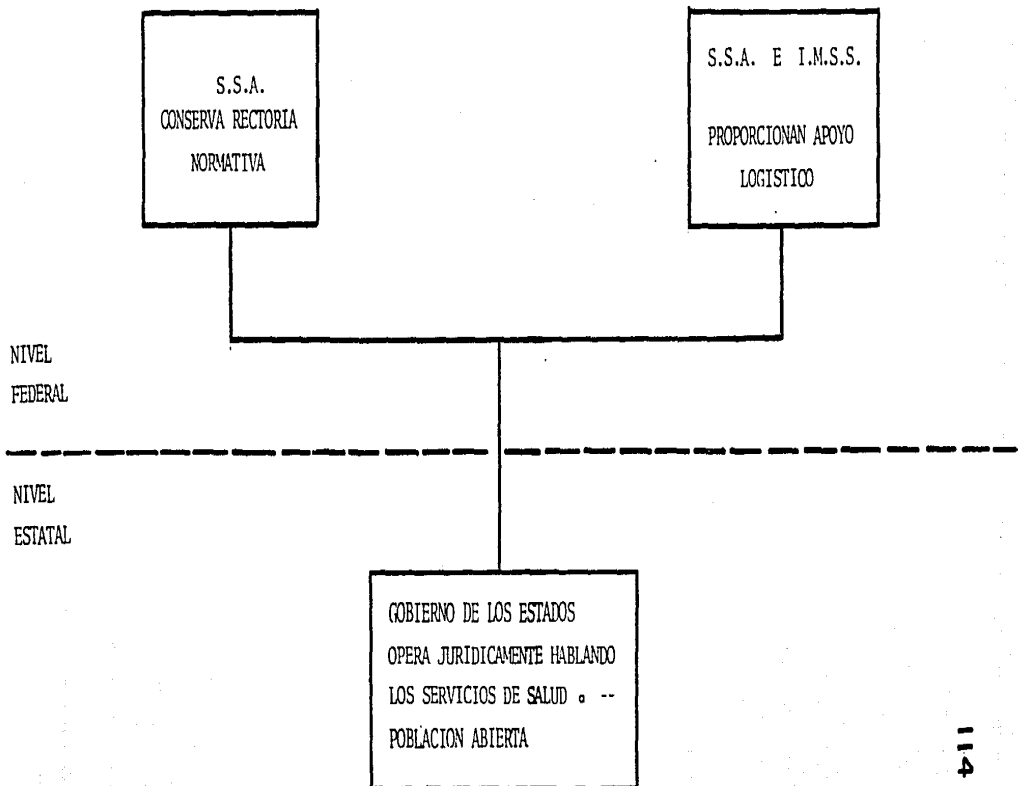 S.S.A.
CONSERVA RECTORIA
NORMATIVA
S.S.A. E I.M.S.S.
PROPORCIONAN APOYO
LOGISTICO
NIVEL
FEDERAL
NIVEL
ESTATAL
GOBIERNO DE LOS ESTADOS
OPERA JURIDICAMENTE HABLANDO
LOS SERVICIOS DE SALUD a --
POBLACION ABIERTA
114